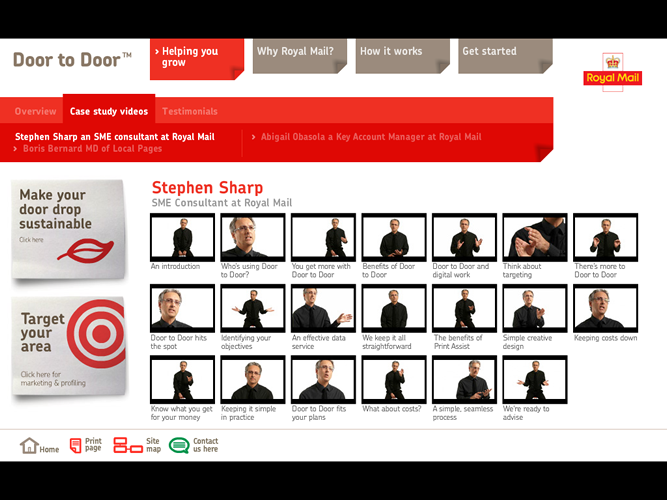 Door to Door™
Helping you
grow
Why Royal Mail?
How it works
Get started
Royal Mail
Overview
Case study videos
Testimonials
Stephen Sharp an SME consultant at Royal Mail
Abigail Obasola a Key Account Manager at Royal Mail
Boris Bernard MD of Local Pages
Make your
door drop
sustainable
Click here
Target
your
area
Click here for
marketing & profiling
Stephen Sharp
SME Consultant at Royal Mail
An introduction
Who's using Door
to Door?
You get more with
Door to Door
Benefits of Door
to Door
Door to Door and
digital work
Think about
targeting
There's more to
Door to Door
Door to Door hits
the spot
Identifying your
objectives
An effective data
service
We keep it all
straightforward
The benefits of
Print Assist
Simple creative
design
Keeping costs down
Know what you get
for your money
Keeping it simple
in practice
Door to Door fits
your plans
What about costs?
A simple, seamless
process
We're ready to
advise
Home
Print
page
Site
map
Contact
us here